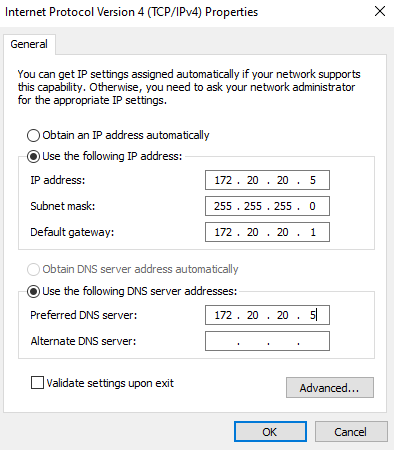 Internet Protocol Version 4 (TCP/IPv4) Properties
General
You can get IP settings assigned automatically if your network supports
this capability. Otherwise, you need to ask your network administrator
for the appropriate IP settings.
Obtain an IP address automatically
Use the following IP address:
IP address: 172 . 20 . 20 . 5
Subnet mask: 255 . 255 . 255 . 0
Default gateway: 172 . 20 . 20 . 1
Obtain DNS server address automatically
Use the following DNS server addresses:
Preferred DNS server: 172 . 20 . 20 . 5
Alternate DNS server: . . .
Validate settings upon exit
Advanced...
OK Cancel